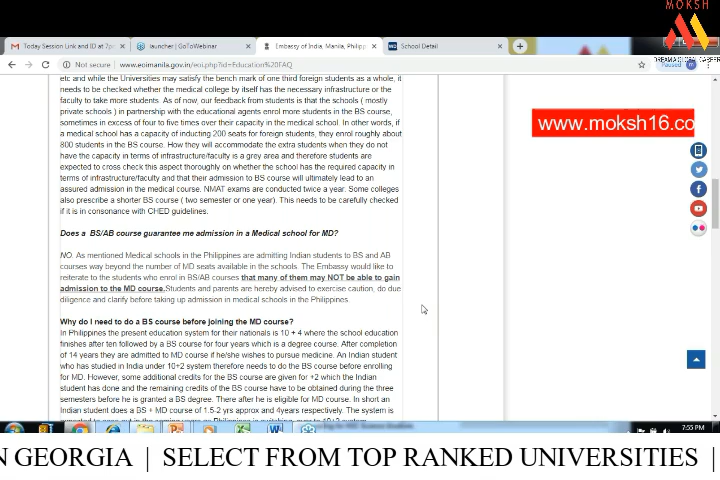 MOKSH
DREAM A GLOBAL CAREER
Today Session Link and ID at 7p
launcher | GoToWebinar
Embassy of India, Manila, Philipp
School Detail
Not secure | www.eoimanila.gov.in/eoi.php?id=Education%20FAQ
Paused
etc and while the Universities may satisfy the bench mark of one third foreign students as a whole, it
needs to be checked whether the medical college by itself has the necessary infrastructure or the
faculty to take more students. As of now, our feedback from students is that the schools ( mostly
private schools ) in partnership with the educational agents enrol more students in the BS course,
sometimes in excess of four to five times over their capacity in the medical school. In other words, if
a medical school has a capacity of inducting 200 seats for foreign students, they enrol roughly about
800 students in the BS course. How they will accommodate the extra students when they do not
have the capacity in terms of infrastructure/faculty is a grey area and therefore students are
expected to cross check this aspect thoroughly on whether the school has the required capacity in
terms of infrastructure/faculty and that their admission to BS course will ultimately lead to an
assured admission in the medical course. NMAT exams are conducted twice a year. Some colleges
also prescribe a shorter BS course ( two semester or one year). This needs to be carefully checked
if it is in consonance with CHED guidelines.
www.moksh16.co
Does a BS/AB course guarantee me admission in a Medical school for MD?
NO. As mentioned Medical schools in the Philippines are admitting Indian students to BS and AB
courses way beyond the number of MD seats available in the schools. The Embassy would like to
reiterate to the students who enrol in BS/AB courses that many of them may NOT be able to gain
admission to the MD course.Students and parents are hereby advised to exercise caution, do due
diligence and clarify before taking up admission in medical schools in the Philippines.
Why do I need to do a BS course before joining the MD course?
In Philippines the present education system for their nationals is 10 + 4 where the school education
finishes after ten followed by a BS course for four years which is a degree course. After completion
of 14 years they are admitted to MD course if he/she wishes to pursue medicine. An Indian student
who has studied in India under 10+2 system therefore needs to do the BS course before enrolling
for MD. However, some additional credits for the BS course are given for +2 which the Indian
student has done and the remaining credits of the BS course have to be obtained during the three
semesters before he is granted a BS degree. There after he is eligible for MD course. In short an
Indian student does a BS + MD course of 1.5-2 yrs approx and 4years respectively. The system is
7:55 PM
N GEORGIA | SELECT FROM TOP RANKED UNIVERSITIES |